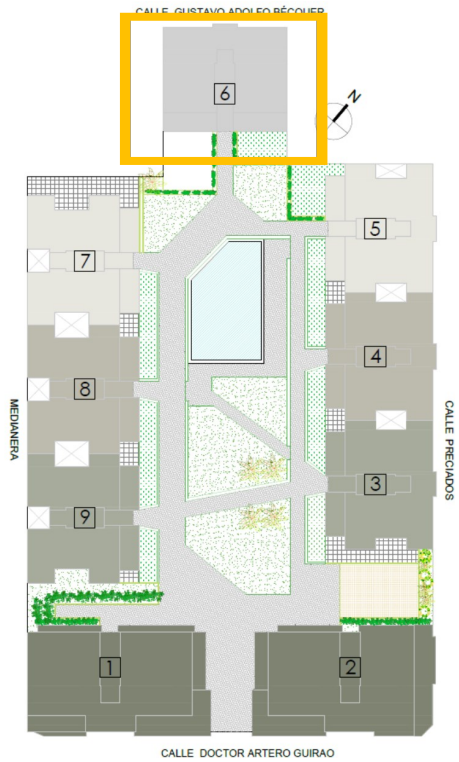 CALLE GUSTAVO ADOLFO BÉCQUER
6
N
5
7
4
8
MEDIANERA
CALLE PRECIADOS
3
9
1
2
CALLE DOCTOR ARTERO GUIRAO